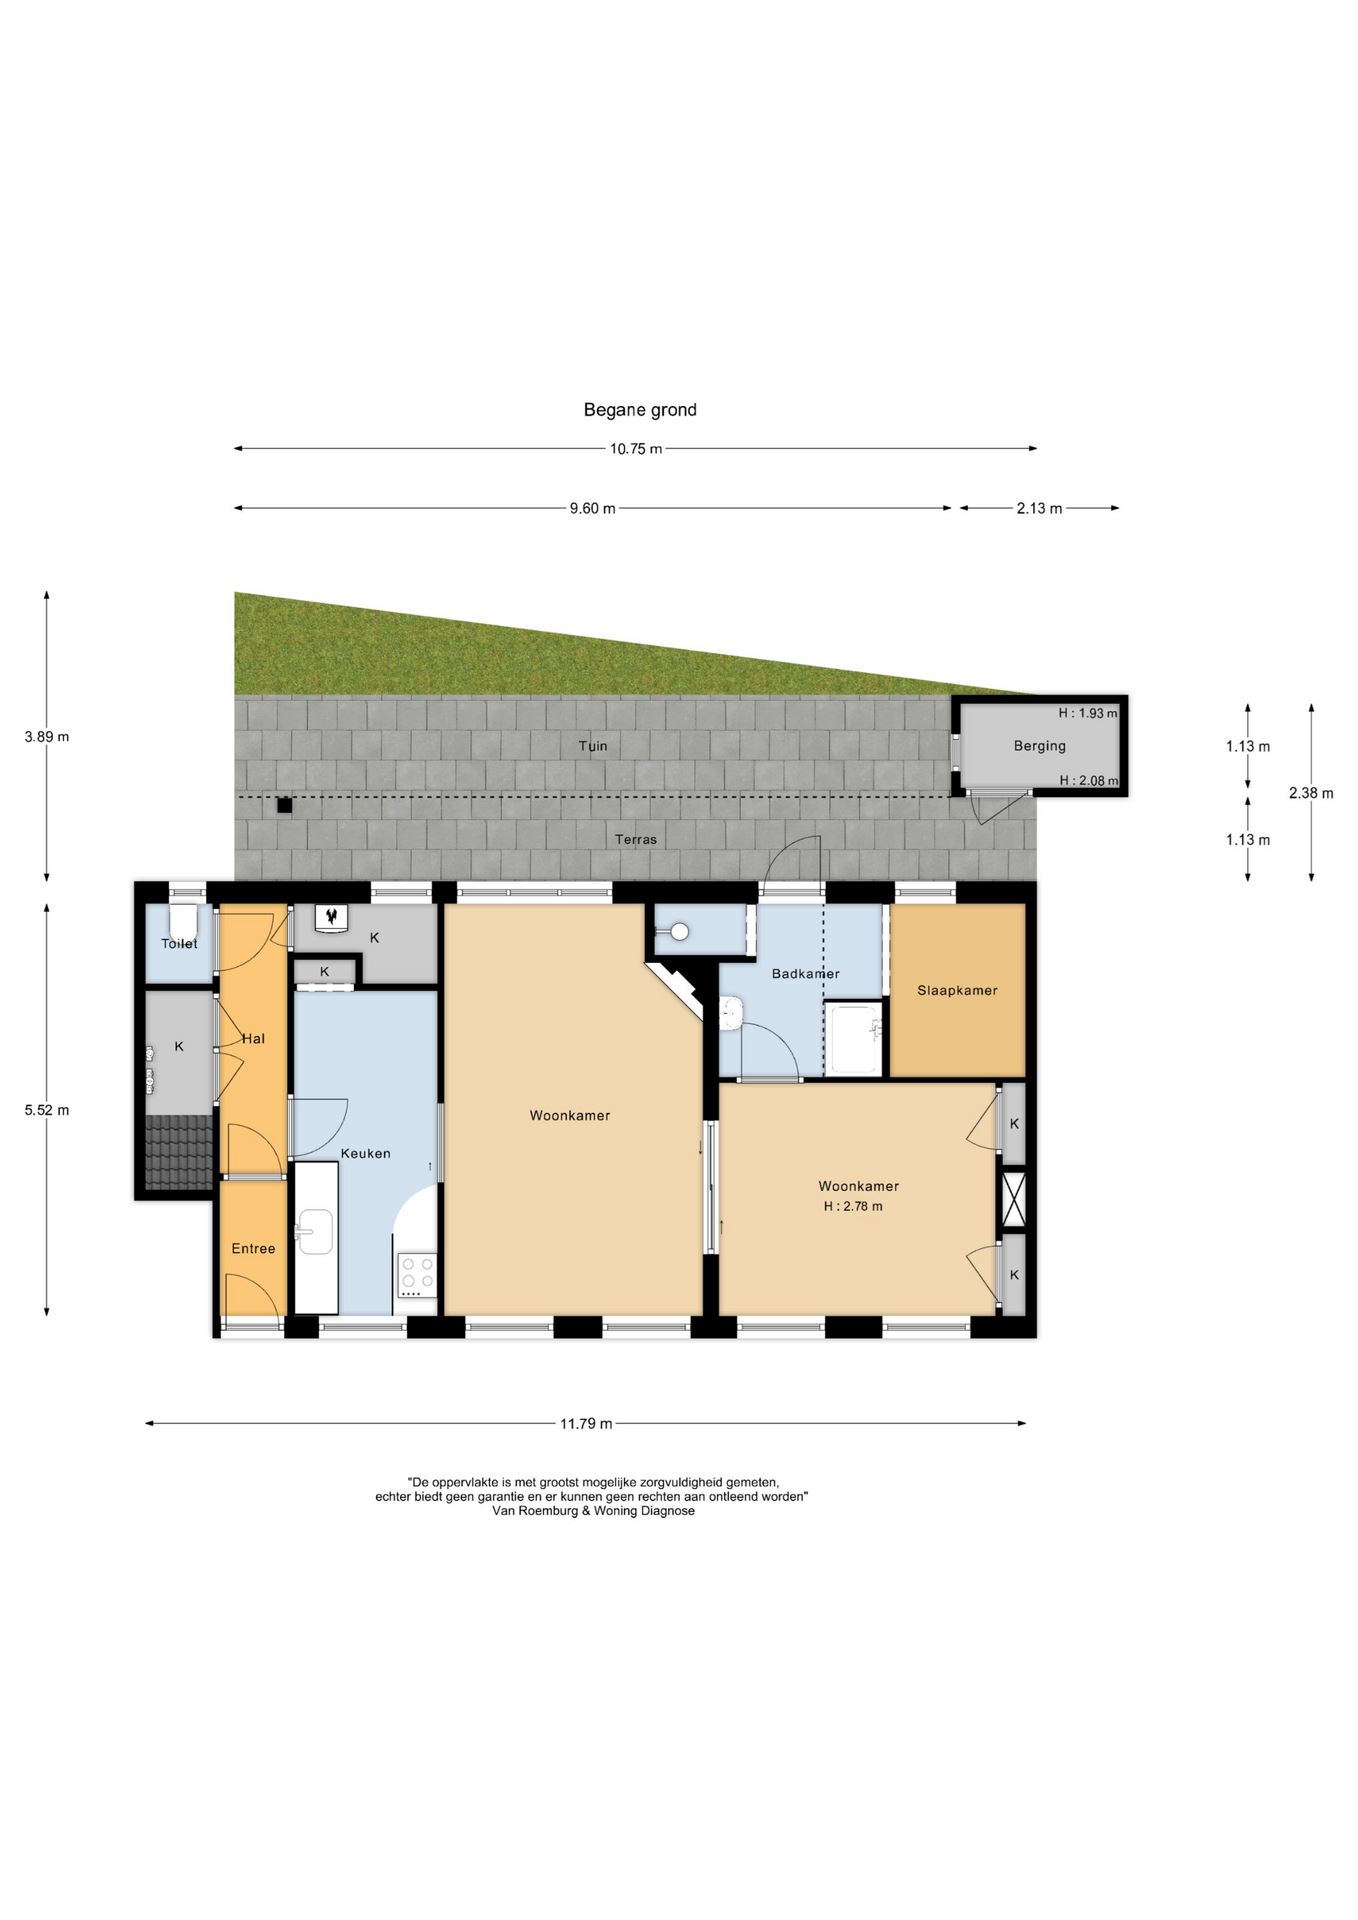 Begane grond
10.75 m
9.60 m
2.13 m
3.89 m
H : 1.93 m
Tuin
Berging
1.13 m
H : 2.08 m
2.38 m
Terras
1.13 m
K
Toilet
K
Badkamer
Slaapkamer
Hal
K
5.52 m
Woonkamer
K
Keuken
Woonkamer
H : 2.78 m
Entree
K
11.79 m
"De oppervlakte is met grootst mogelijke zorgvuldigheid gemeten,
echter biedt geen garantie en er kunnen geen rechten aan ontleend worden"
Van Roemburg & Woning Diagnose